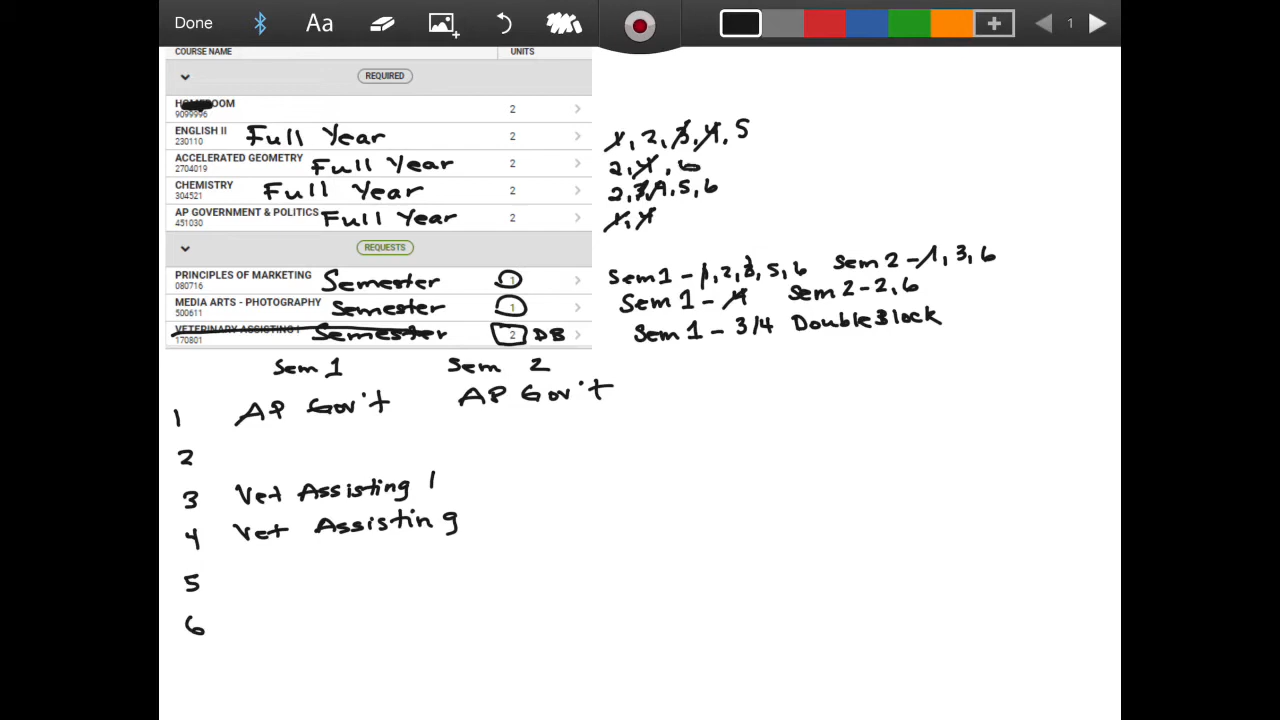 Done Aa 1
COURSE NAME UNITS
REQUIRED
9099996 2
ENGLISH II Full Year 2
230110
ACCELERATED GEOMETRY Full Year 2
2704019
CHEMISTRY Full Year 2
304521
AP GOVERNMENT & POLITICS Full Year 2
451030
REQUESTS
PRINCIPLES OF MARKETING Semester 1
080716
MEDIA ARTS - PHOTOGRAPHY Semester 1
500611
VETERINARY ASSISTING I Semester 2 DB
170801
1, 2, 3, 4, 5
2, 4, 6
2, 3, 4, 5, 6
1, 4
Sem 1 - 1, 2, 3, 5, 6 Sem 2 - 1, 3, 6
Sem 1 - 4 Sem 2 - 2, 6
Sem 1 - 3/4 Double Block
Sem 1 Sem 2
1 AP Gov't AP Gov't
2
3 Vet Assisting 1
4 Vet Assisting
5
6